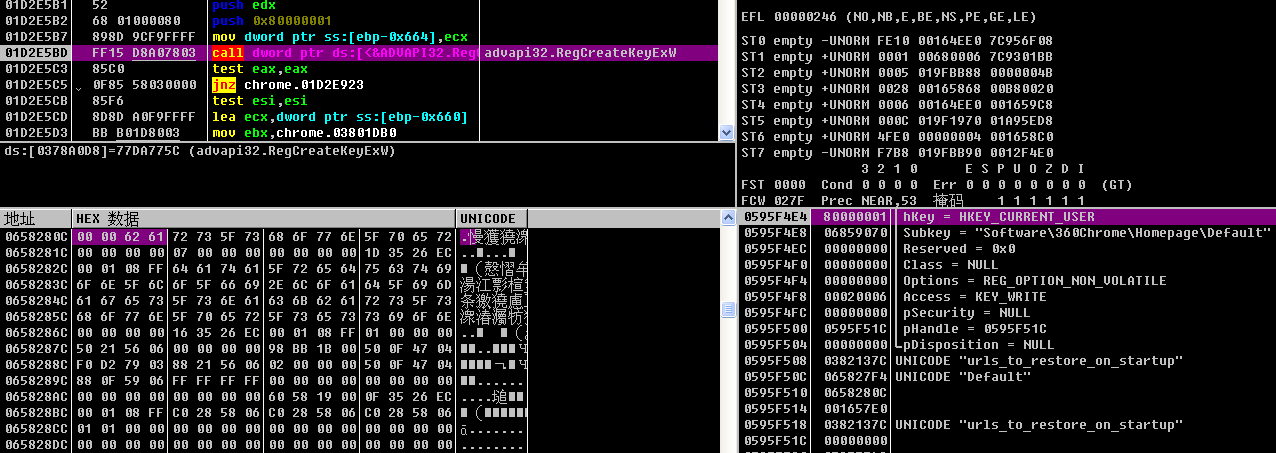 01D2E5B1 52 push edx
01D2E5B2 68 01000080 push 0x80000001
01D2E5B7 898D 9CF9FFFF mov dword ptr ss:[ebp-0x664],ecx
01D2E5BD FF15 D8A07803 call dword ptr ds:[<&ADVAPI32.Reg advapi32.RegCreateKeyExW
01D2E5C3 85C0 test eax,eax
01D2E5C5 0F85 58030000 jnz chrome.01D2E923
01D2E5CB 85F6 test esi,esi
01D2E5CD 8D8D A0F9FFFF lea ecx,dword ptr ss:[ebp-0x660]
01D2E5D3 BB B01D8003 mov ebx,chrome.03801DB0
ds:[0378A0D8]=77DA775C (advapi32.RegCreateKeyExW)
EFL 00000246 (NO,NB,E,BE,NS,PE,GE,LE)
ST0 empty -UNORM FE10 00164EE0 7C956F08
ST1 empty +UNORM 0001 00680006 7C9301BB
ST2 empty +UNORM 0005 019FBB88 0000004B
ST3 empty +UNORM 0028 00165868 00B80020
ST4 empty +UNORM 0006 00164EE0 001659C8
ST5 empty +UNORM 000C 019F1970 01A95ED8
ST6 empty +UNORM 4FE0 00000004 001658C0
ST7 empty -UNORM F7B8 019FBB90 0012F4E0
3 2 1 0 E S P U O Z D I
FST 0000 Cond 0 0 0 0 Err 0 0 0 0 0 0 0 0 (GT)
FCW 027F Prec NEAR,53 掩码 1 1 1 1 1 1
地址 HEX 数据 UNICODE
0658280C 00 00 62 61 72 73 5F 73 68 6F 77 6E 5F 70 65 72
0658281C 00 00 00 00 07 00 00 00 00 00 00 00 1D 35 26 EC
0658282C 00 01 08 FF 64 61 74 61 5F 72 65 64 75 63 74 69
0658283C 6F 6E 5F 6C 6F 5F 66 69 2E 6C 6F 61 64 5F 69 6D
0658284C 61 67 65 73 5F 73 6E 61 63 6B 62 61 72 73 5F 73
0658285C 68 6F 77 6E 5F 70 65 72 5F 73 65 73 73 69 6F 6E
0658286C 00 00 00 00 16 35 26 EC 00 01 08 FF 01 00 00 00
0658287C 50 21 56 06 00 00 00 00 98 BB 1B 00 50 0F 47 04
0658288C F0 D2 79 03 88 21 56 06 02 00 00 00 50 0F 47 04
0658289C 88 0F 59 06 FF FF FF FF 00 00 00 00 00 00 00 00
065828AC 00 00 00 00 00 00 00 00 60 58 19 00 0F 35 26 EC
065828BC 00 01 08 FF C0 28 58 06 C0 28 58 06 C0 28 58 06
065828CC 01 01 00 00 00 00 00 00 00 00 00 00 00 00 00 00
065828DC 00 00 00 00 00 00 00 00 00 00 00 00 00 00 00 00
0595F4E4 80000001 hKey = HKEY_CURRENT_USER
0595F4E8 06859070 Subkey = "Software\360Chrome\Homepage\Default"
0595F4EC 00000000 Reserved = 0x0
0595F4F0 00000000 Class = NULL
0595F4F4 00000000 Options = REG_OPTION_NON_VOLATILE
0595F4F8 00020006 Access = KEY_WRITE
0595F4FC 00000000 pSecurity = NULL
0595F500 0595F51C pHandle = 0595F51C
0595F504 00000000 pDisposition = NULL
0595F508 0382137C UNICODE "urls_to_restore_on_startup"
0595F50C 065827F4 UNICODE "Default"
0595F510 0658280C
0595F514 001657E0
0595F518 0382137C UNICODE "urls_to_restore_on_startup"
0595F51C 00000000